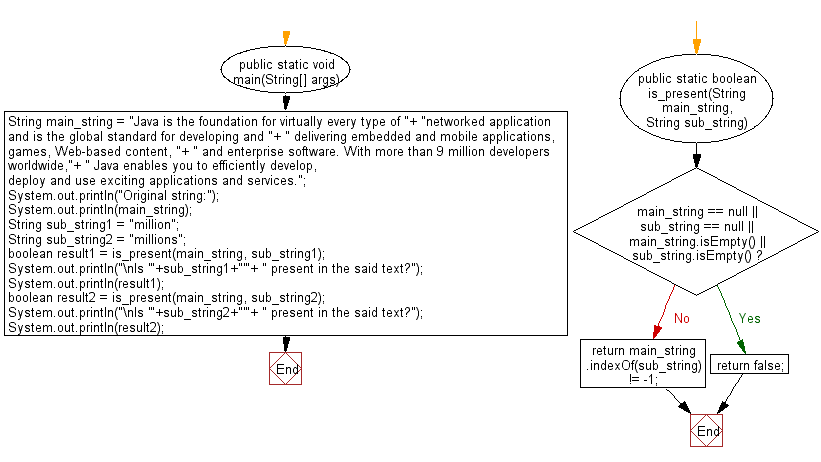 public static void
main(String[] args)
String main_string = "Java is the foundation for virtually every type of "+ "networked application
and is the global standard for developing and "+ " delivering embedded and mobile applications,
games, Web-based content, "+ " and enterprise software. With more than 9 million developers
worldwide,"+ " Java enables you to efficiently develop,
deploy and use exciting applications and services.";
System.out.println("Original string:");
System.out.println(main_string);
String sub_string1 = "million";
String sub_string2 = "millions";
boolean result1 = is_present(main_string, sub_string1);
System.out.println("\nIs '"+sub_string1+"'"+ " present in the said text?");
System.out.println(result1);
boolean result2 = is_present(main_string, sub_string2);
System.out.println("\nIs '"+sub_string2+"'"+ " present in the said text?");
System.out.println(result2);
End
public static boolean
is_present(String
main_string,
String sub_string)
main_string == null ||
sub_string == null ||
main_string.isEmpty() ||
sub_string.isEmpty() ?
No
Yes
return main_string
.indexOf(sub_string)
!= -1;
return false;
End